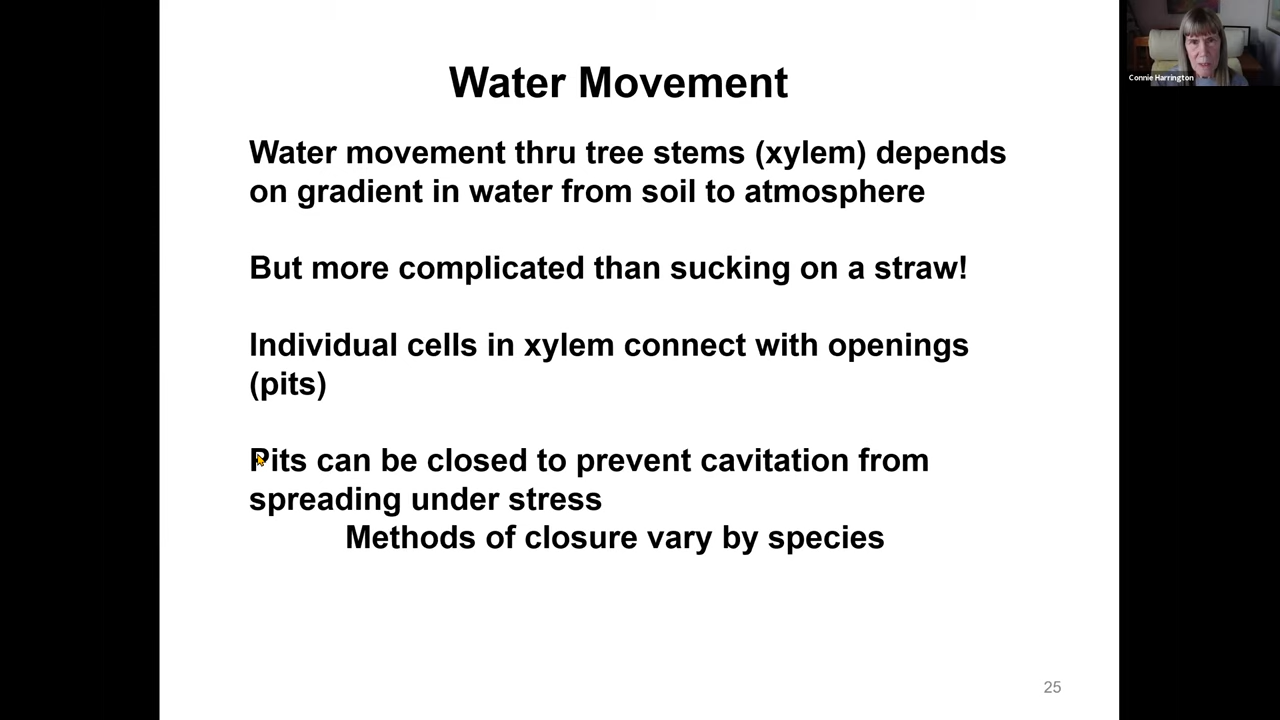 Water Movement
Connie Harrington
Water movement thru tree stems (xylem) depends
on gradient in water from soil to atmosphere
But more complicated than sucking on a straw!
Individual cells in xylem connect with openings
(pits)
Pits can be closed to prevent cavitation from
spreading under stress
Methods of closure vary by species
25